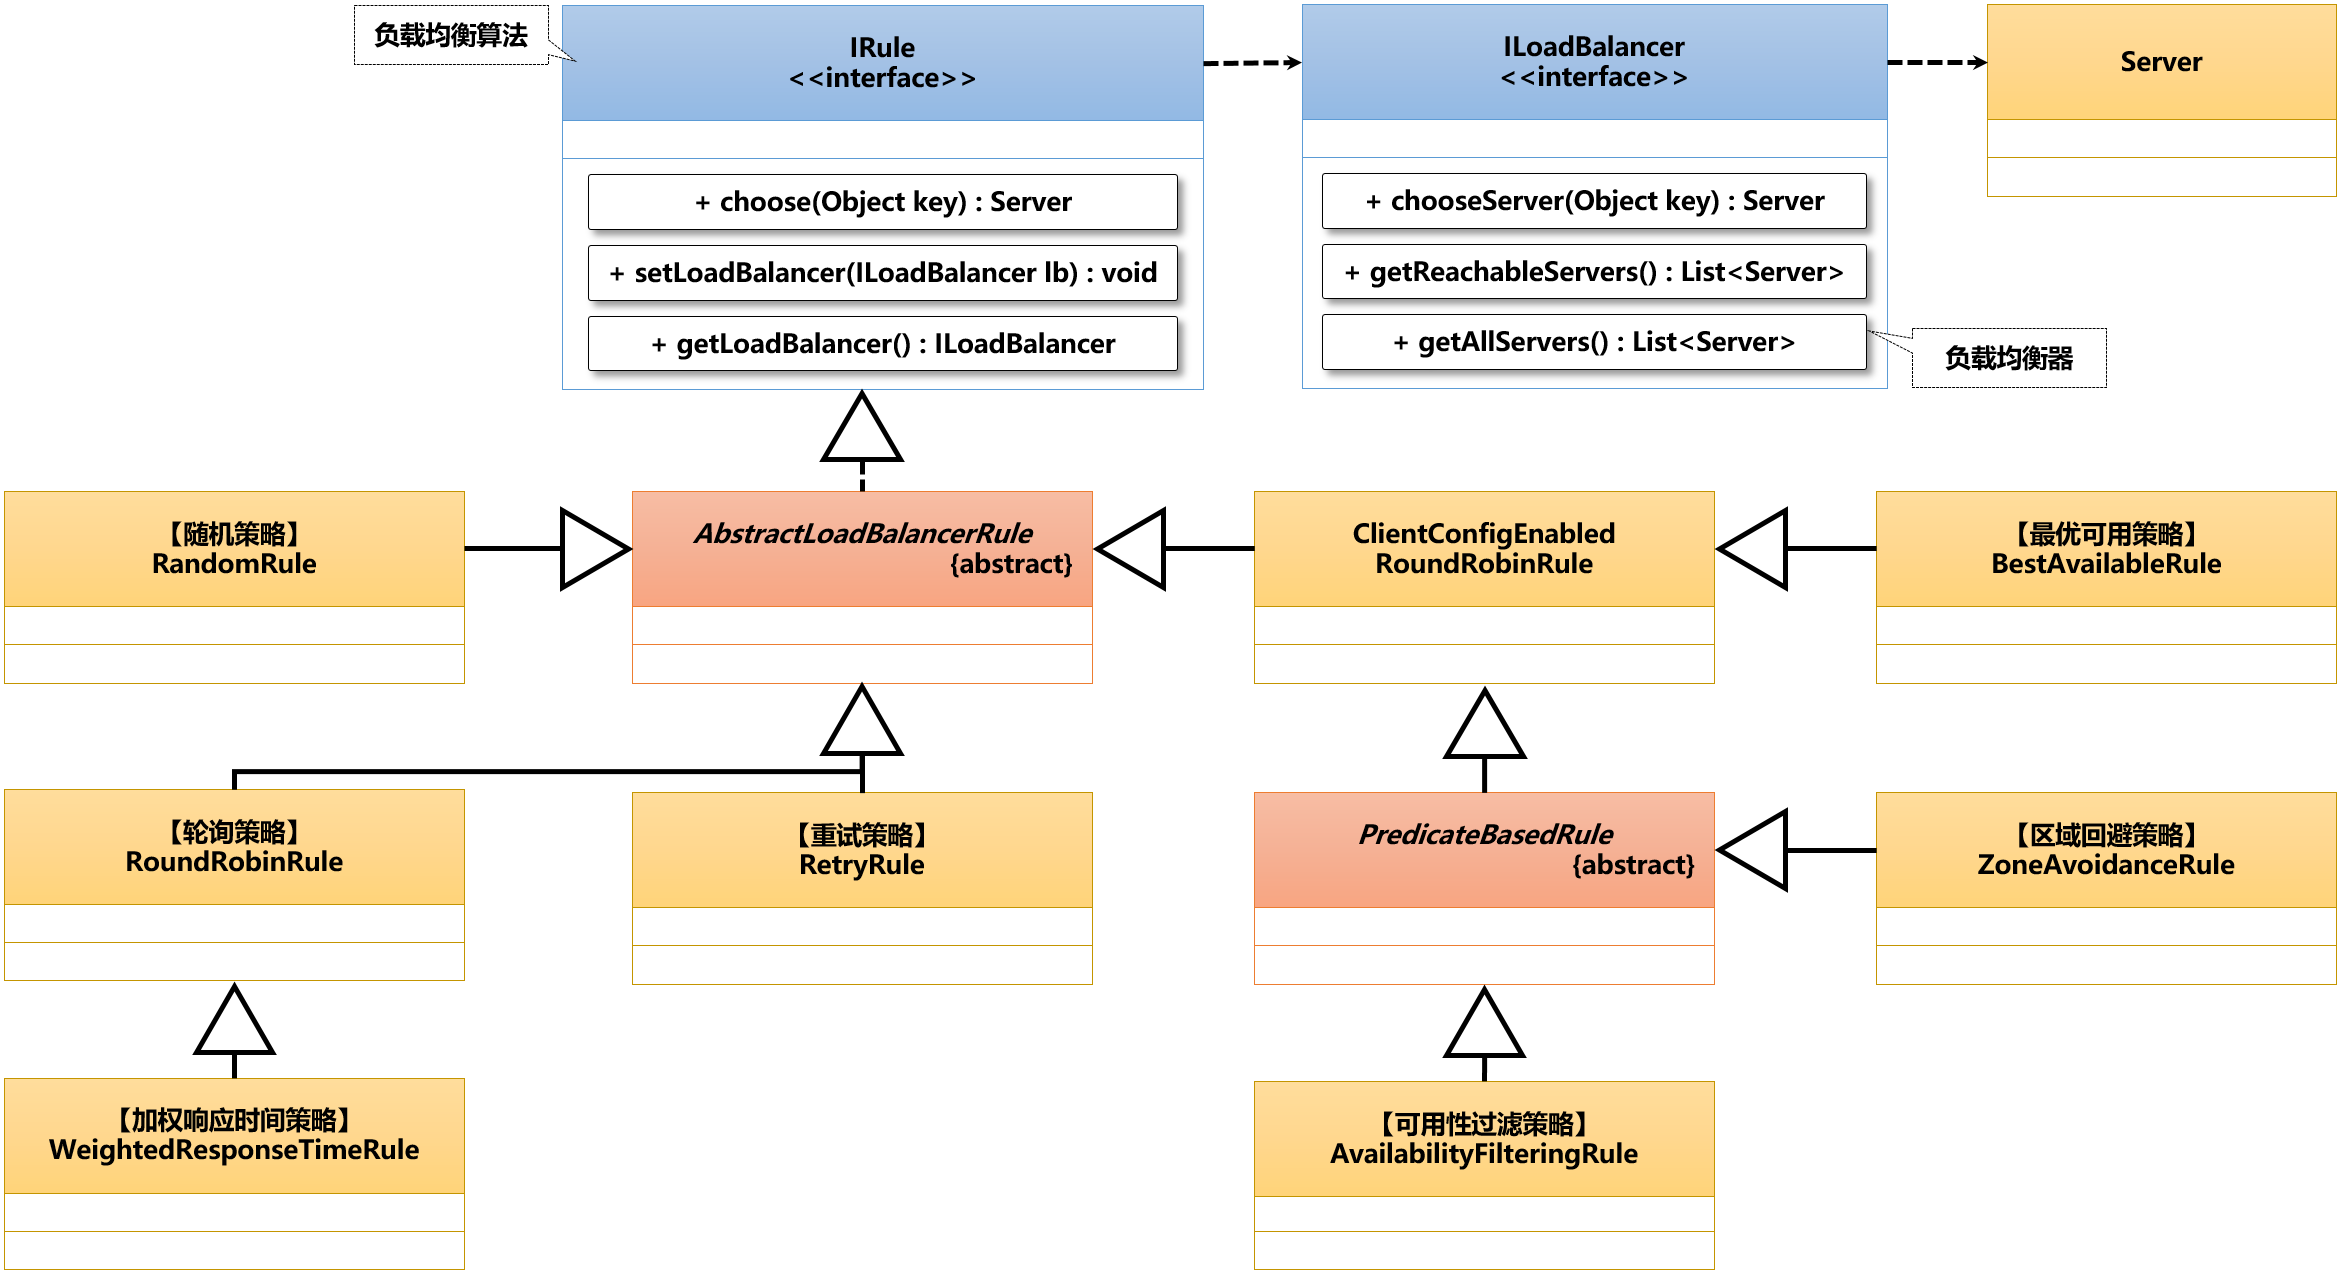 负载均衡算法
IRule
<<interface>>
+ choose(Object key) : Server
+ setLoadBalancer(ILoadBalancer lb) : void
+ getLoadBalancer() : ILoadBalancer
ILoadBalancer
<<interface>>
+ chooseServer(Object key) : Server
+ getReachableServers() : List<Server>
+ getAllServers() : List<Server>
负载均衡器
Server
【随机策略】
RandomRule
AbstractLoadBalancerRule
{abstract}
ClientConfigEnabled
RoundRobinRule
【最优可用策略】
BestAvailableRule
【轮询策略】
RoundRobinRule
【重试策略】
RetryRule
PredicateBasedRule
{abstract}
【区域回避策略】
ZoneAvoidanceRule
【加权响应时间策略】
WeightedResponseTimeRule
【可用性过滤策略】
AvailabilityFilteringRule